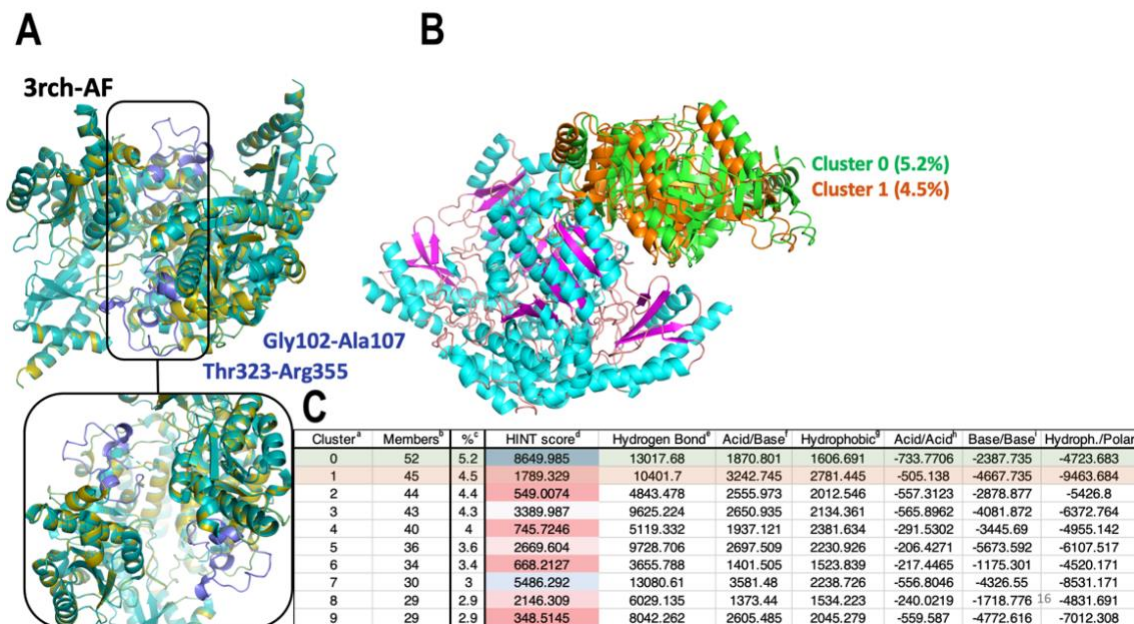 A
B
3rch-AF
Cluster 0 (5.2%)
Cluster 1 (4.5%)
Gly102-Ala107
Thr323-Arg355
C
Clusterᵃ Membersᵇ %ᶜ HINT scoreᵈ Hydrogen Bondᵉ Acid/Baseᶠ Hydrophobicᵍ Acid/Acidʰ Base/Baseⁱ Hydroph./Polar
0 52 5.2 8649.985 13017.68 1870.801 1606.691 -733.7706 -2387.735 -4723.683
1 45 4.5 1789.329 10401.7 3242.745 2781.445 -505.138 -4667.735 -9463.684
2 44 4.4 549.0074 4843.478 2555.973 2012.546 -557.3123 -2878.877 -5426.8
3 43 4.3 3389.987 9625.224 2650.935 2134.361 -565.8962 -4081.872 -6372.764
4 40 4 745.7246 5119.332 1937.121 2381.634 -291.5302 -3445.69 -4955.142
5 36 3.6 2669.604 9728.706 2697.509 2230.926 -206.4271 -5673.592 -6107.517
6 34 3.4 668.2127 3655.788 1401.505 1523.839 -217.4465 -1175.301 -4520.171
7 30 3 5486.292 13080.61 3581.48 2238.726 -556.8046 -4326.55 -8531.171
8 29 2.9 2146.309 6029.135 1373.44 1534.223 -240.0219 -1718.776 16 -4831.691
9 29 2.9 348.5145 8042.262 2605.485 2045.279 -559.587 -4772.616 -7012.308